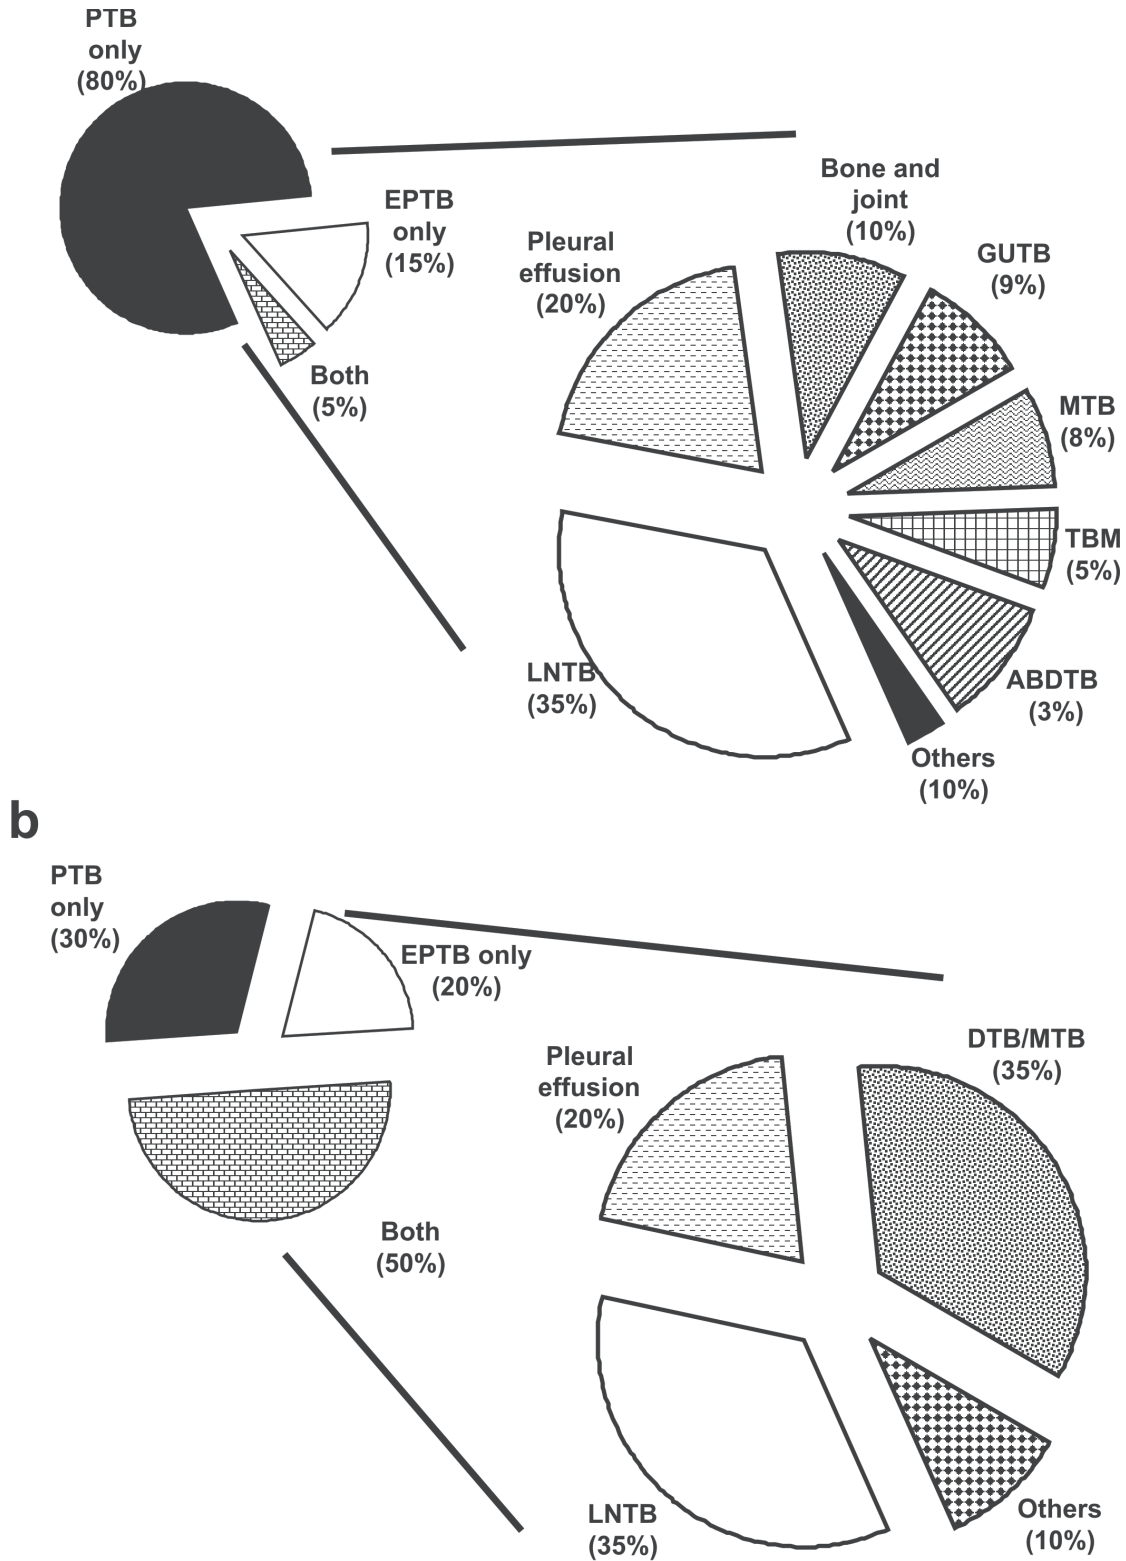 PTB
only
(80%)
EPTB
only
(15%)
Both
(5%)
Bone and
joint
(10%)
Pleural
effusion
(20%)
GUTB
(9%)
MTB
(8%)
TBM
(5%)
ABDTB
(3%)
LNTB
(35%)
Others
(10%)
b
PTB
only
(30%)
EPTB only
(20%)
Both
(50%)
Pleural
effusion
(20%)
DTB/MTB
(35%)
LNTB
(35%)
Others
(10%)